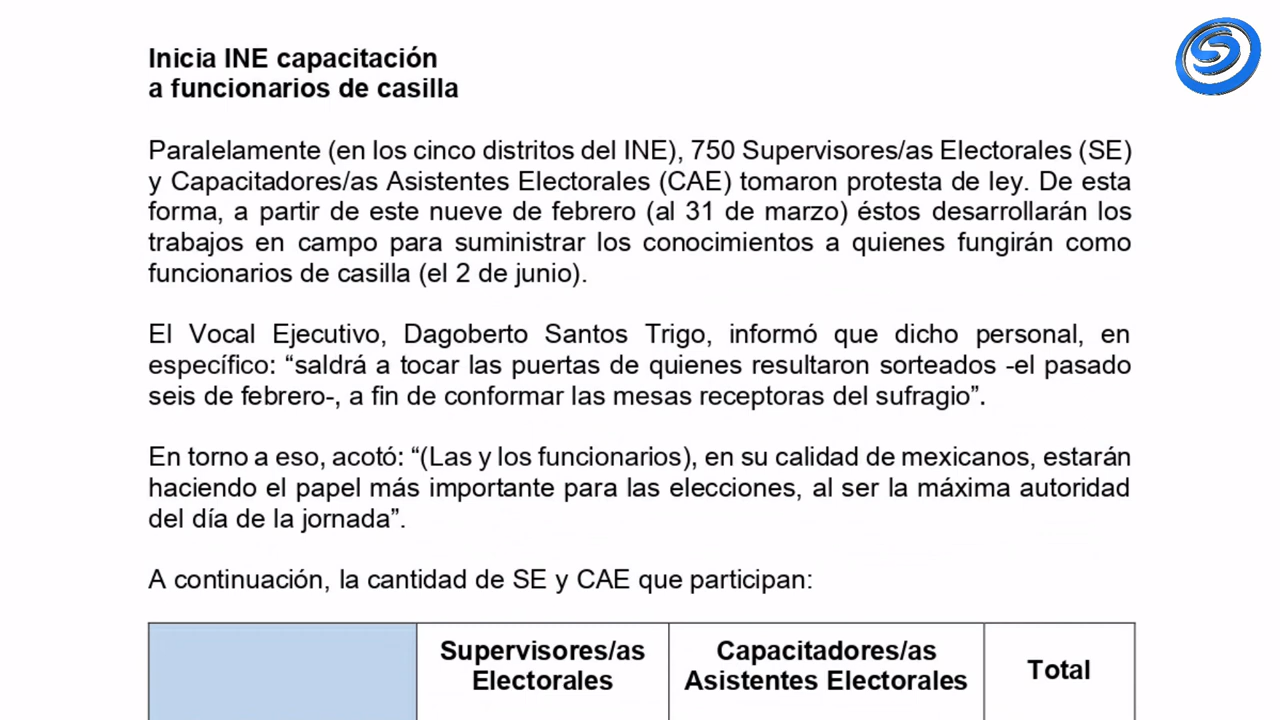 Inicia INE capacitación
a funcionarios de casilla
Paralelamente (en los cinco distritos del INE), 750 Supervisores/as Electorales (SE)
y Capacitadores/as Asistentes Electorales (CAE) tomaron protesta de ley. De esta
forma, a partir de este nueve de febrero (al 31 de marzo) éstos desarrollarán los
trabajos en campo para suministrar los conocimientos a quienes fungirán como
funcionarios de casilla (el 2 de junio).
El Vocal Ejecutivo, Dagoberto Santos Trigo, informó que dicho personal, en
específico: “saldrá a tocar las puertas de quienes resultaron sorteados -el pasado
seis de febrero-, a fin de conformar las mesas receptoras del sufragio”.
En torno a eso, acotó: “(Las y los funcionarios), en su calidad de mexicanos, estarán
haciendo el papel más importante para las elecciones, al ser la máxima autoridad
del día de la jornada”.
A continuación, la cantidad de SE y CAE que participan:
Supervisores/as
Electorales
Capacitadores/as
Asistentes Electorales
Total